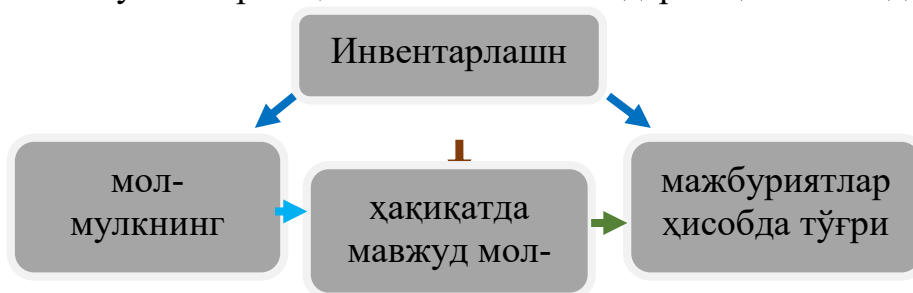 Инвентарлашн
мол-
мулкнинг
ҳақиқатда
мавжуд мол-
мажбуриятлар
ҳисобда тўғри